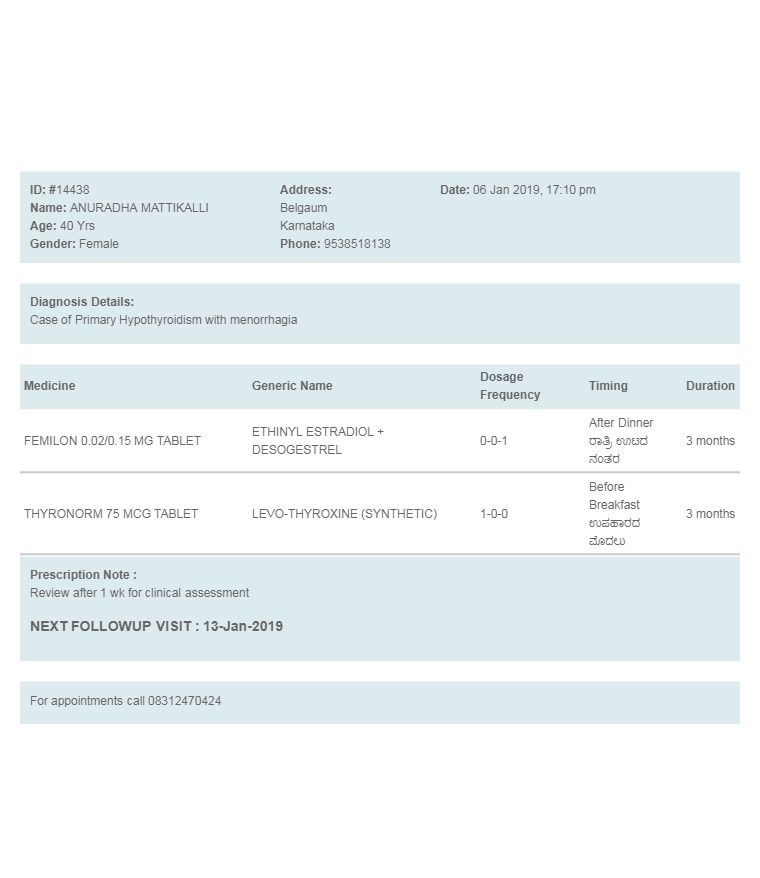 ID: #14438
Name: ANURADHA MATTIKALLI
Age: 40 Yrs
Gender: Female
Address:
Belgaum
Karnataka
Phone: 9538518138
Date: 06 Jan 2019, 17:10 pm
Diagnosis Details:
Case of Primary Hypothyroidism with menorrhagia
Medicine Generic Name Dosage Frequency Timing Duration
FEMILON 0.02/0.15 MG TABLET
ETHINYL ESTRADIOL +
DESOGESTREL
0-0-1
After Dinner
ರಾತ್ರಿ ಊಟದ
ನಂತರ
3 months
THYRONORM 75 MCG TABLET
LEVO-THYROXINE (SYNTHETIC)
1-0-0
Before
Breakfast
ಉಪಹಾರದ
ಮೊದಲು
3 months
Prescription Note :
Review after 1 wk for clinical assessment
NEXT FOLLOWUP VISIT : 13-Jan-2019
For appointments call 08312470424